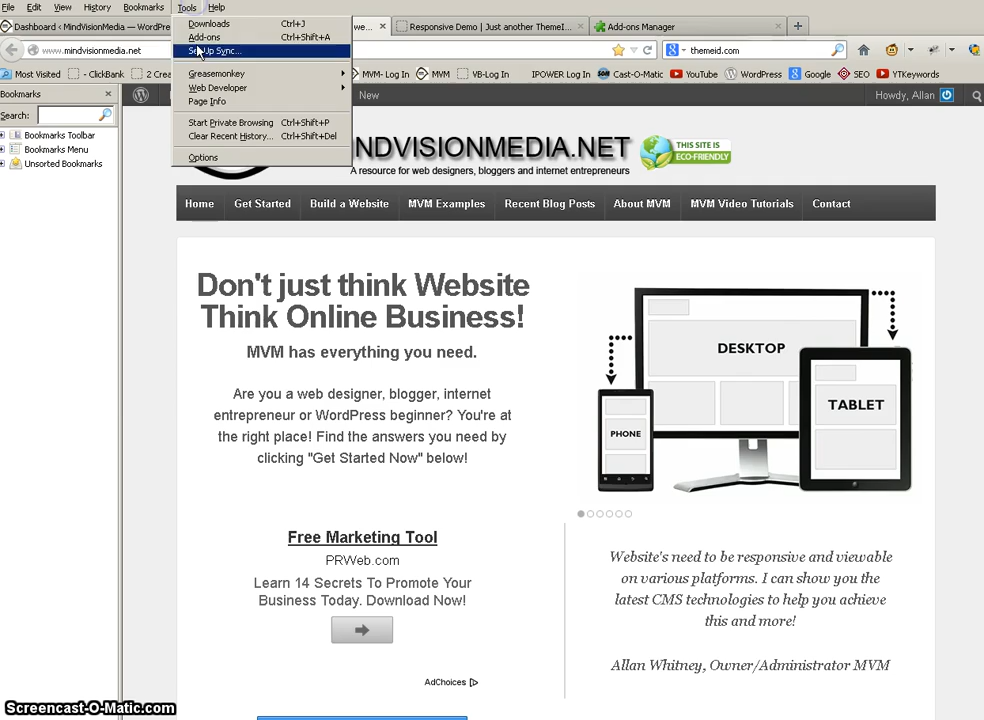 File Edit View History Bookmarks Tools Help
Dashboard ‹ MindVisionMedia — WordPre
we... ×
Responsive Demo | Just another ThemeI... ×
Add-ons Manager ×
www.mindvisionmedia.net
themeid.com
Most Visited
- ClickBank
2 Crea
MVM-Log In
MVM
VB-Log In
IPOWER Log In
Cast-O-Matic
YouTube
WordPress
Google
SEO
YTKeywords
Bookmarks ×
Search:
Bookmarks Toolbar
Bookmarks Menu
Unsorted Bookmarks
Downloads Ctrl+J
Add-ons Ctrl+Shift+A
Set Up Sync...
Greasemonkey
Web Developer
Page Info
Start Private Browsing Ctrl+Shift+P
Clear Recent History... Ctrl+Shift+Del
Options
New
Howdy, Allan
INDVISIONMEDIA.NET
A resource for web designers, bloggers and internet entrepreneurs
THIS SITE IS
ECO-FRIENDLY
Home Get Started Build a Website MVM Examples Recent Blog Posts About MVM MVM Video Tutorials Contact
Don't just think Website
Think Online Business!
MVM has everything you need.
Are you a web designer, blogger, internet
entrepreneur or WordPress beginner? You're at
the right place! Find the answers you need by
clicking "Get Started Now" below!
DESKTOP
TABLET
PHONE
Free Marketing Tool
PRWeb.com
Learn 14 Secrets To Promote Your
Business Today. Download Now!
AdChoices
Website's need to be responsive and viewable
on various platforms. I can show you the
latest CMS technologies to help you achieve
this and more!
Allan Whitney, Owner/Administrator MVM
Screencast-O-Matic.com